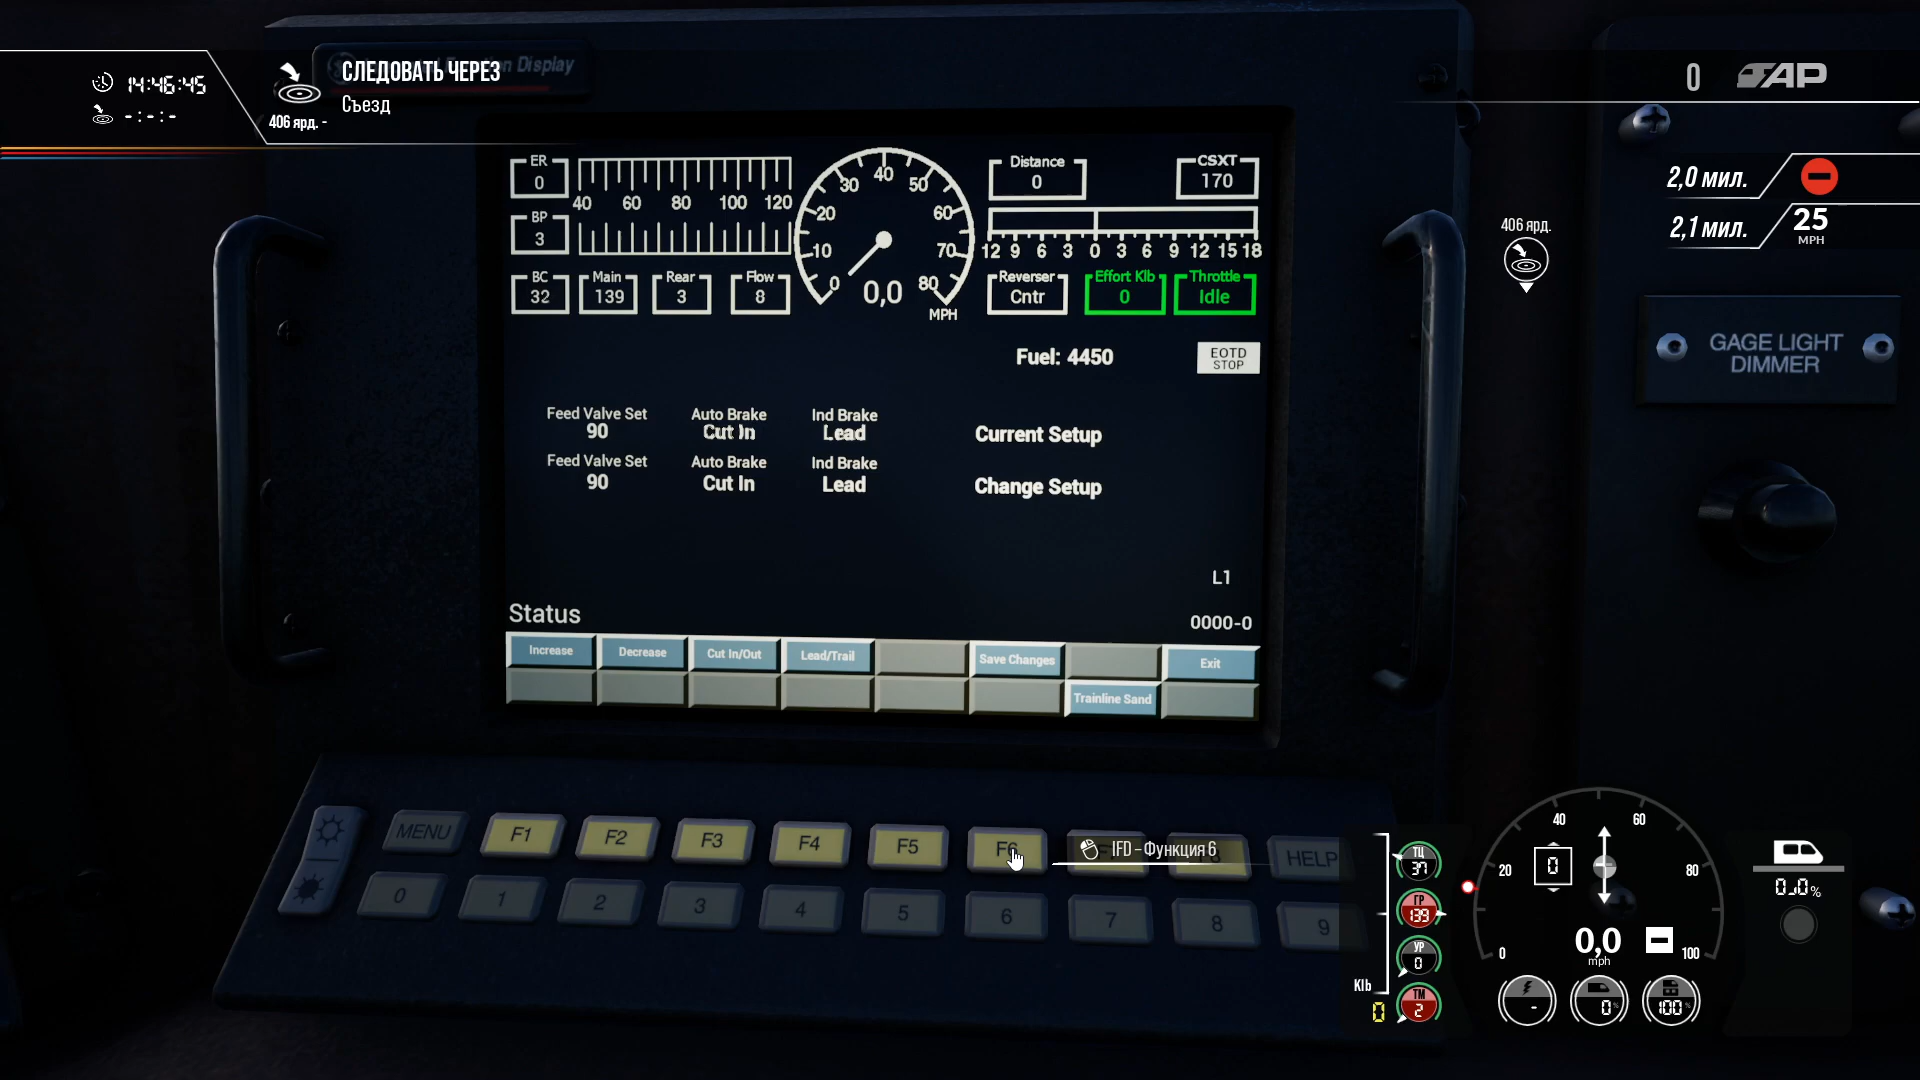 14:46:45
- : - : -
406 ярд. -
СЛЕДОВАТЬ ЧЕРЕЗ
Съезд
Display
0
AP
2,0 мил.
2,1 мил.
25
MPH
406 ярд.
ER
0
40 60 80 100 120
BP
3
BC
32
Main
139
Rear
3
Flow
8
0 10 20 30 40 50 60 70 80
0,0
MPH
Distance
0
CSXT
170
12 9 6 3 0 3 6 9 12 15 18
Reverser
Cntr
Effort Klb
0
Throttle
Idle
Fuel: 4450
EOTD
STOP
Feed Valve Set
90
Auto Brake
Cut In
Ind Brake
Lead
Current Setup
Feed Valve Set
90
Auto Brake
Cut In
Ind Brake
Lead
Change Setup
L1
Status
0000-0
Increase
Decrease
Cut In/Out
Lead/Trail
Save Changes
Exit
Trainline Sand
GAGE LIGHT
DIMMER
MENU
F1
F2
F3
F4
F5
F6
IFD – Функция 6
HELP
0
1
2
3
4
5
6
7
8
9
Klb
0
ТЦ
37
ГР
139
УР
0
ТМ
2
0 20 40 60 80 100
0
0,0
mph
-
0%
100%
0.0%